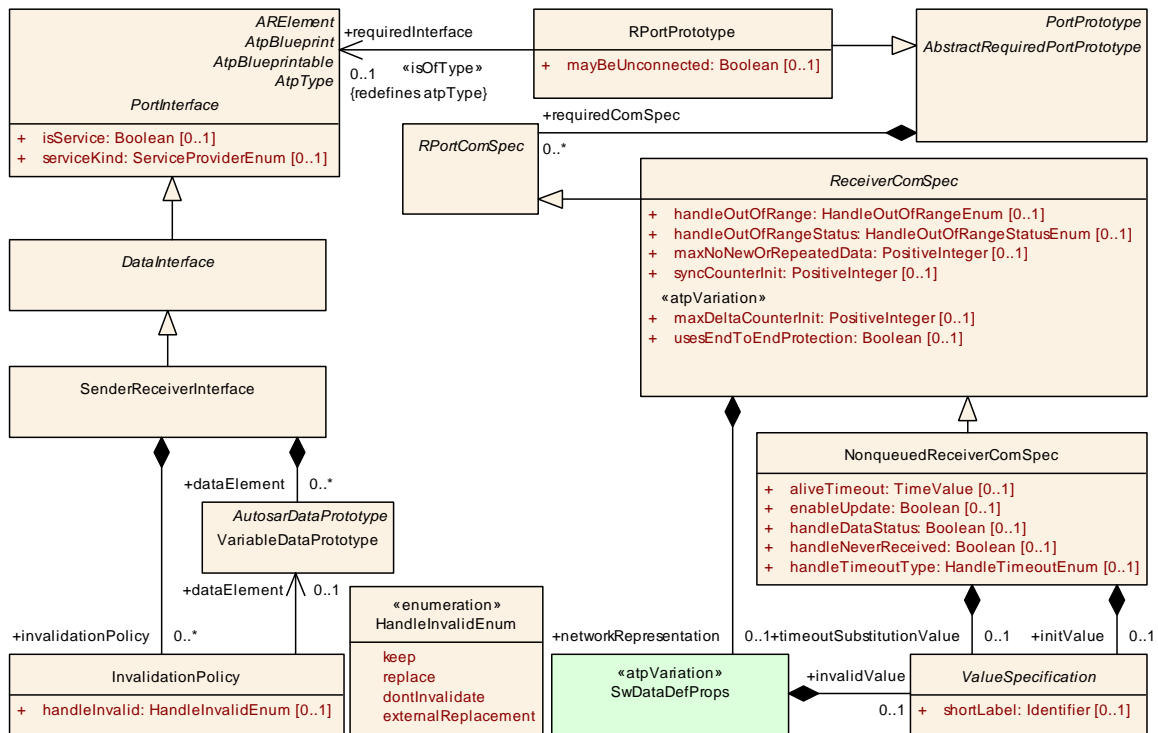 ARElement
AtpBlueprint
AtpBlueprintable
AtpType
PortInterface
+ isService: Boolean [0..1]
+ serviceKind: ServiceProviderEnum [0..1]
+requiredInterface
0..1
«isOfType»
{redefines atpType}
RPortPrototype
+ mayBeUnconnected: Boolean [0..1]
PortPrototype
AbstractRequiredPortPrototype
+requiredComSpec
0..*
RPortComSpec
ReceiverComSpec
+ handleOutOfRange: HandleOutOfRangeEnum [0..1]
+ handleOutOfRangeStatus: HandleOutOfRangeStatusEnum [0..1]
+ maxNoNewOrRepeatedData: PositiveInteger [0..1]
+ syncCounterInit: PositiveInteger [0..1]
«atpVariation»
+ maxDeltaCounterInit: PositiveInteger [0..1]
+ usesEndToEndProtection: Boolean [0..1]
DataInterface
SenderReceiverInterface
NonqueuedReceiverComSpec
+ aliveTimeout: TimeValue [0..1]
+ enableUpdate: Boolean [0..1]
+ handleDataStatus: Boolean [0..1]
+ handleNeverReceived: Boolean [0..1]
+ handleTimeoutType: HandleTimeoutEnum [0..1]
+dataElement 0..*
AutosarDataPrototype
VariableDataPrototype
+dataElement 0..1
+invalidationPolicy 0..*
InvalidationPolicy
+ handleInvalid: HandleInvalidEnum [0..1]
«enumeration»
HandleInvalidEnum
keep
replace
dontInvalidate
externalReplacement
+networkRepresentation 0..1
+timeoutSubstitutionValue 0..1
+initValue 0..1
«atpVariation»
SwDataDefProps
+invalidValue
0..1
ValueSpecification
+ shortLabel: Identifier [0..1]